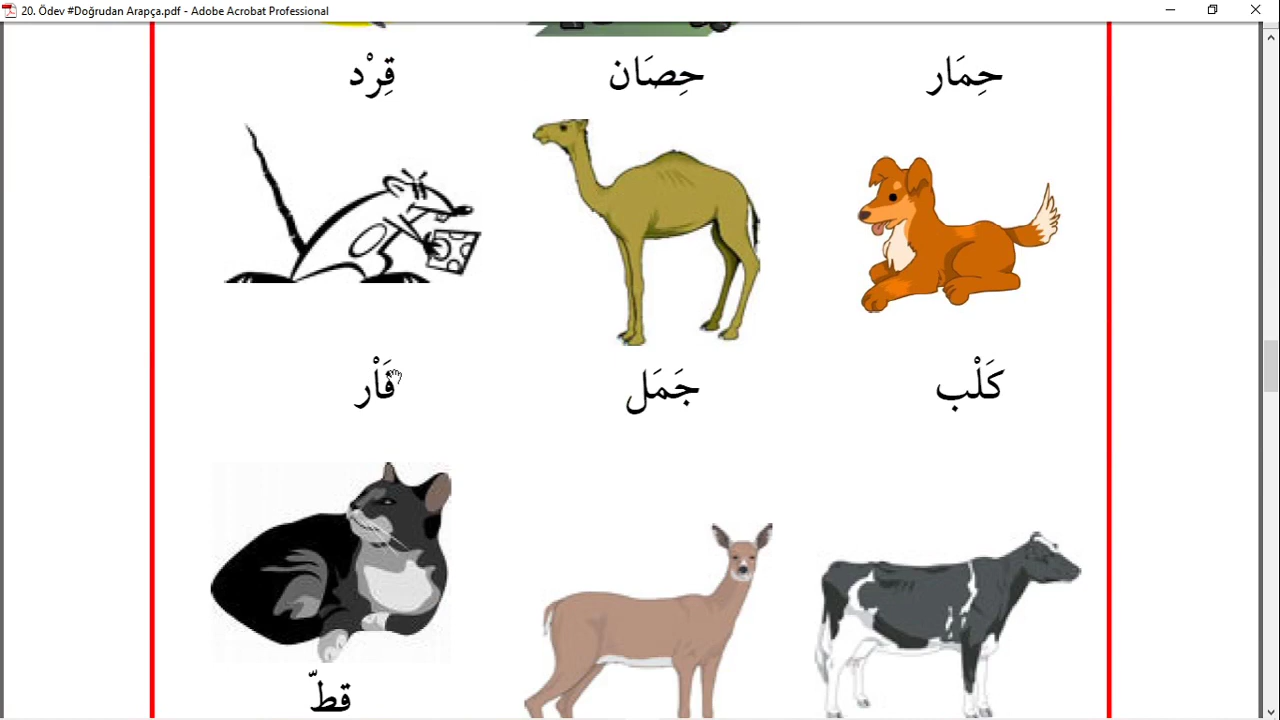 20. Ödev #Doğrudan Arapça.pdf - Adobe Acrobat Professional
حِمَار حِصَان قِرْد
كَلْب جَمَل فَاْر
قطّ